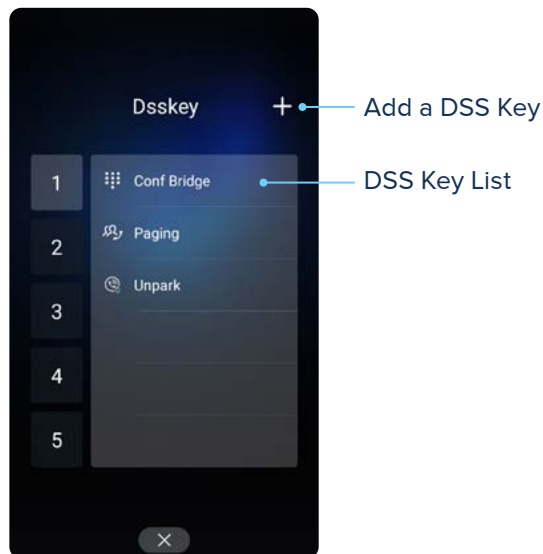 Dsskey +
Add a DSS Key
1
Conf Bridge
DSS Key List
2
Paging
Unpark
3
4
5